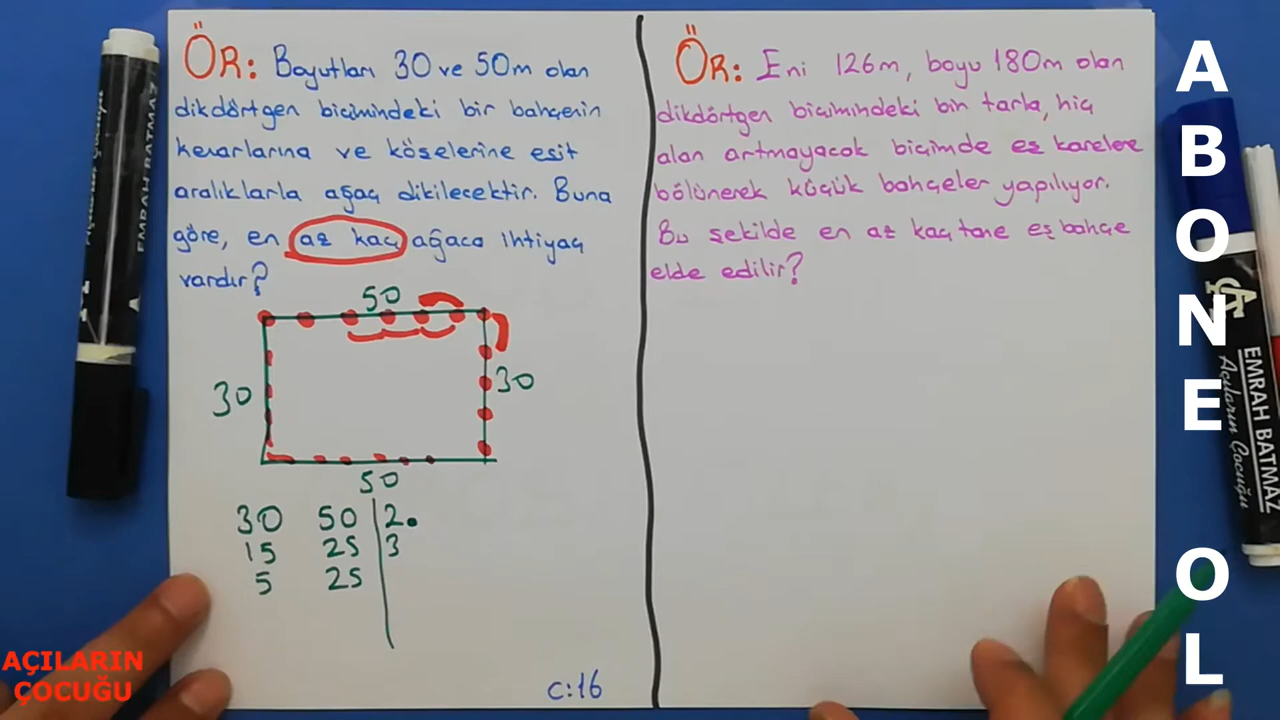 ÖR: Boyutları 30 ve 50m olan
dikdörtgen biçimindeki bir bahçenin
kenarlarına ve köşelerine eşit
aralıklarla ağaç dikilecektir. Buna
göre, en az kaç ağaca ihtiyaç
vardır?
50
30
30
50
30 50 2
15 25 3
5 25
C:16
ÖR: Eni 126m, boyu 180m olan
dikdörtgen biçimindeki bir tarla, hiç
alan artmayacak biçimde eş karelere
bölünerek küçük bahçeler yapılıyor.
Bu şekilde en az kaç tane eş bahçe
elde edilir?
ABONE OL
EMRAH BATMAZ
EMRAH BATMAZ
Açıların Çocuğu
AÇILARIN
ÇOCUĞU